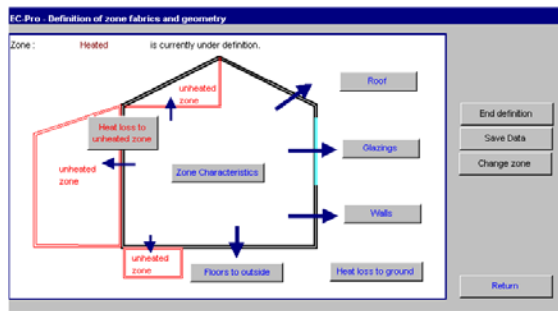 EC-Pro - Definition of zone fabrics and geometry
Zone : Heated is currently under definition.
unheated
zone
Roof
Heat loss to
unheated zone
End definition
Save Data
Change zone
Glazings
unheated
zone
Zone Characteristics
Walls
unheated
zone
Floors to outside
Heat loss to ground
Return